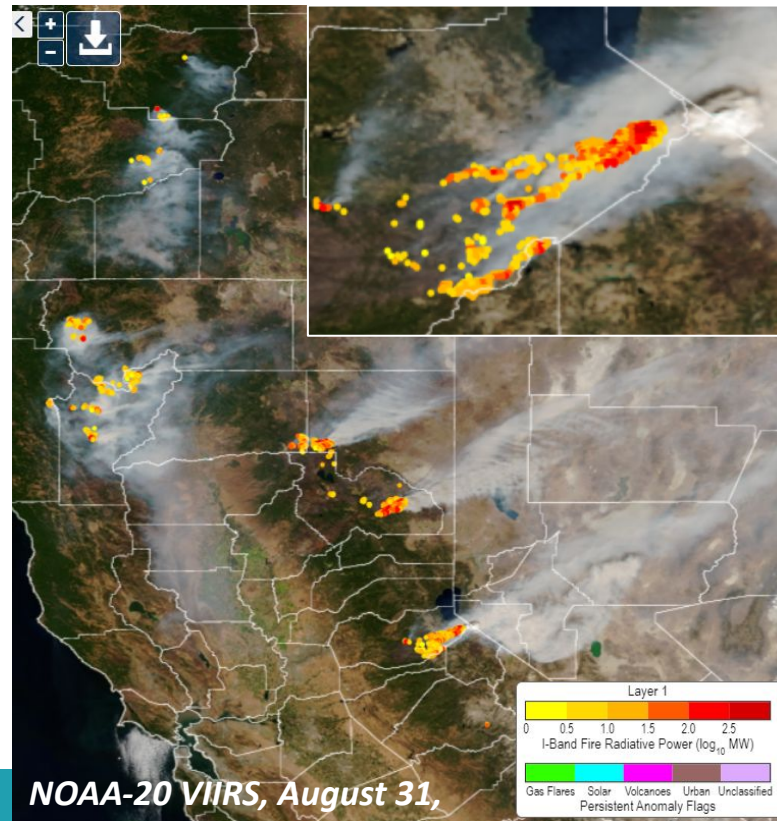 Layer 1
0 0.5 1.0 1.5 2.0 2.5
I-Band Fire Radiative Power (log10 MW)
Gas Flares Solar Volcanoes Urban Unclassified
Persistent Anomaly Flags
NOAA-20 VIIRS, August 31,